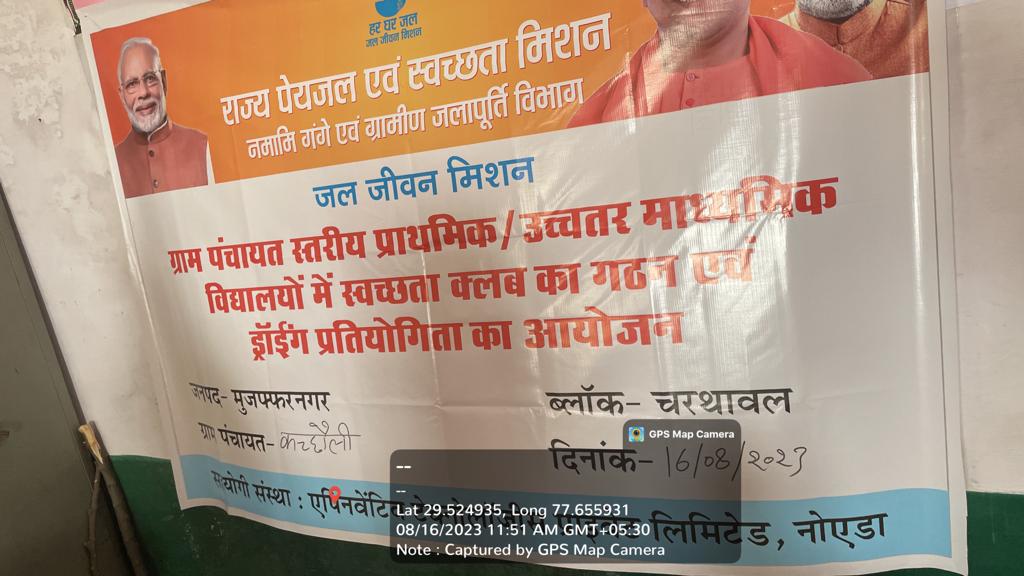 हर घर जल
जल जीवन मिशन
राज्य पेयजल एवं स्वच्छता मिशन
नमामि गंगे एवं ग्रामीण जलापूर्ति विभाग
जल जीवन मिशन
ग्राम पंचायत स्तरीय प्राथमिक/उच्चतर माध्यमिक
विद्यालयों में स्वच्छता क्लब का गठन एवं
ड्रॉईंग प्रतियोगिता का आयोजन
जनपद- मुजफ्फरनगर
ब्लॉक- चरथावल
ग्राम पंचायत- कच्छौली
दिनांक- 16/08/२०२३
GPS Map Camera
सहयोगी संस्था : लिमिटेड, नोएडा
--
--
Lat 29.524935, Long 77.655931
08/16/2023 11:51 AM GMT+05:30
Note : Captured by GPS Map Camera